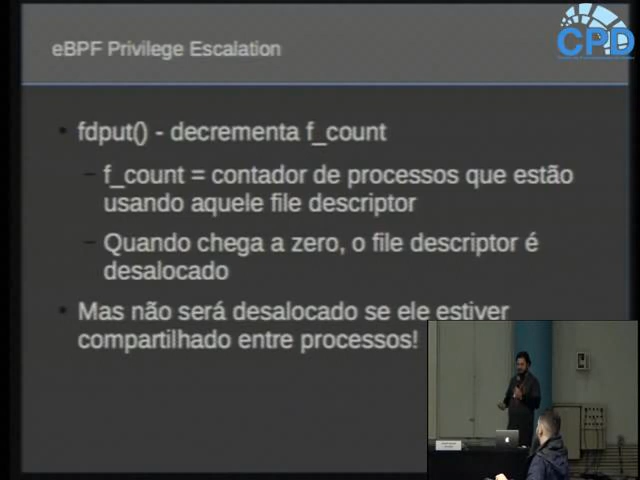 CPD
eBPF Privilege Escalation
fdput() - decrementa f_count
f_count = contador de processos que estão
usando aquele file descriptor
Quando chega a zero, o file descriptor é
desalocado
Mas não será desalocado se ele estiver
compartilhado entre processos!